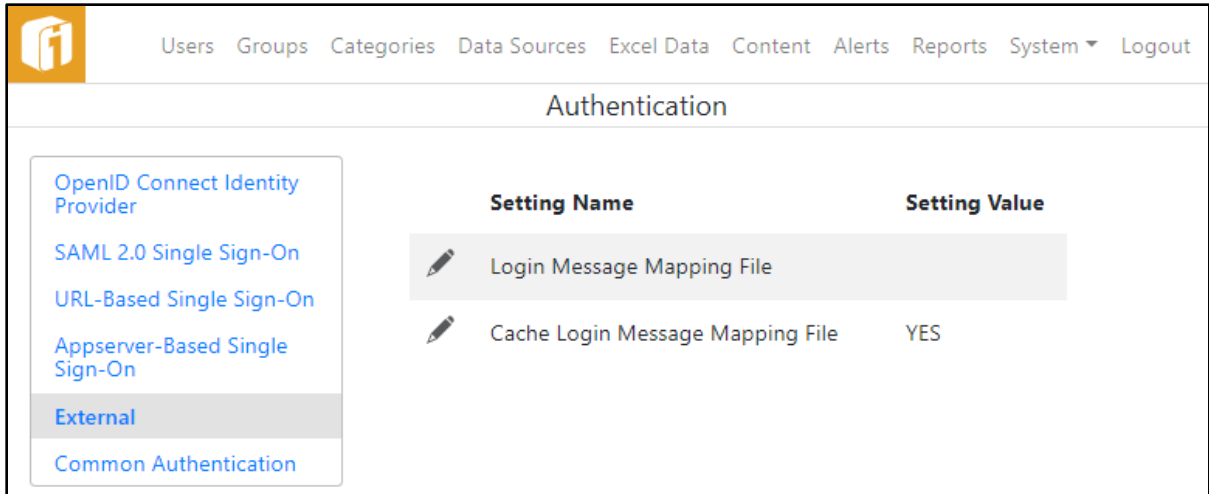 Users Groups Categories Data Sources Excel Data Content Alerts Reports System Logout
Authentication
OpenID Connect Identity
Provider
SAML 2.0 Single Sign-On
URL-Based Single Sign-On
Appserver-Based Single
Sign-On
External
Common Authentication
Setting Name Setting Value
Login Message Mapping File
Cache Login Message Mapping File YES